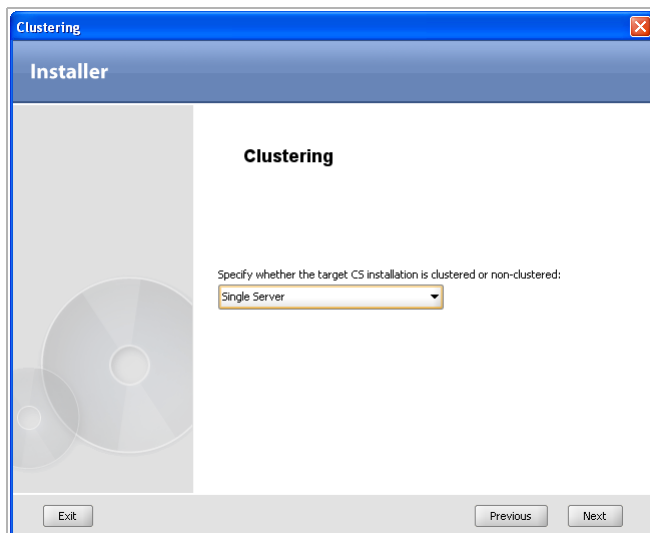 Clustering
Installer
Clustering
Specify whether the target CS installation is clustered or non-clustered:
Single Server
Exit
Previous
Next